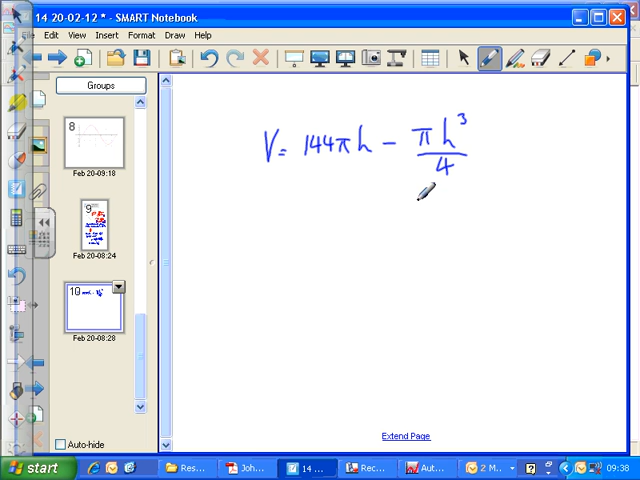 14 20-02-12 * - SMART Notebook
File Edit View Insert Format Draw Help
Groups
8
Feb 20-09:18
9
Feb 20-08:24
10
Feb 20-08:28
Auto-hide
V = 144πh - πh³/4
Extend Page
start
Res...
Joh...
14 ...
Rec...
Aut...
2 M...
09:38